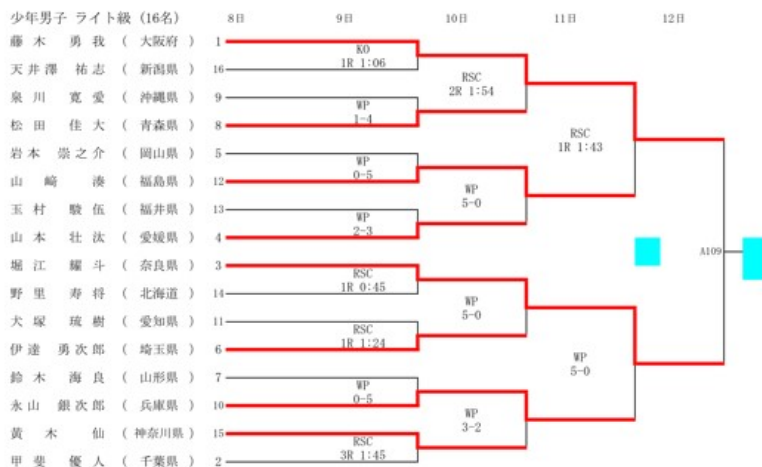 少年男子 ライト級 (16名) 8日 9日 10日 11日 12日
藤木 勇我 ( 大阪府 ) 1
KO
1R 1:06
天井澤 祐志 ( 新潟県 ) 16
RSC
2R 1:54
泉川 寛愛 ( 沖縄県 ) 9
WP
1-4
松田 佳大 ( 青森県 ) 8
RSC
1R 1:43
岩本 崇之介 ( 岡山県 ) 5
WP
0-5
山﨑 湊 ( 福島県 ) 12
WP
5-0
玉村 駿伍 ( 福井県 ) 13
WP
2-3
山本 壮汰 ( 愛媛県 ) 4
A109
堀江 耀斗 ( 奈良県 ) 3
RSC
1R 0:45
野里 寿将 ( 北海道 ) 14
WP
5-0
犬塚 琉樹 ( 愛知県 ) 11
RSC
1R 1:24
伊達 勇次郎 ( 埼玉県 ) 6
WP
5-0
鈴木 海良 ( 山形県 ) 7
WP
0-5
永山 銀次郎 ( 兵庫県 ) 10
WP
3-2
黄木 仙 ( 神奈川県 ) 15
RSC
3R 1:45
甲斐 優人 ( 千葉県 ) 2